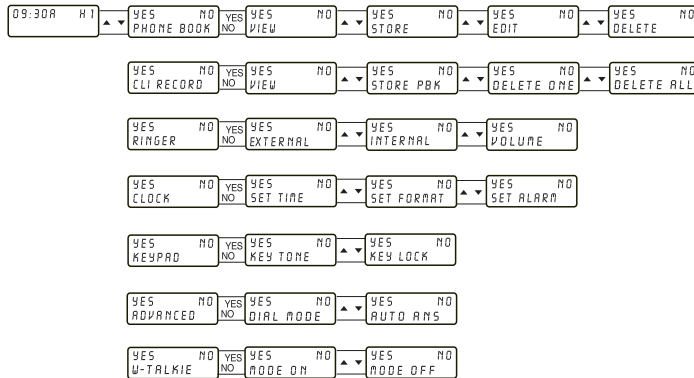 09:30A H1 YES NO YES YES NO YES NO YES NO YES NO
PHONE BOOK NO VIEW STORE EDIT DELETE
YES NO YES YES NO YES NO YES NO YES NO
CLI RECORD NO VIEW STORE PBK DELETE ONE DELETE ALL
YES NO YES YES NO YES NO YES NO
RINGER NO EXTERNAL INTERNAL VOLUME
YES NO YES YES NO YES NO YES NO
CLOCK NO SET TIME SET FORMAT SET ALARM
YES NO YES YES NO YES NO
KEYPAD NO KEY TONE KEY LOCK
YES NO YES YES NO YES NO
ADVANCED NO DIAL MODE AUTO ANS
YES NO YES YES NO YES NO
W-TALKIE NO MODE ON MODE OFF